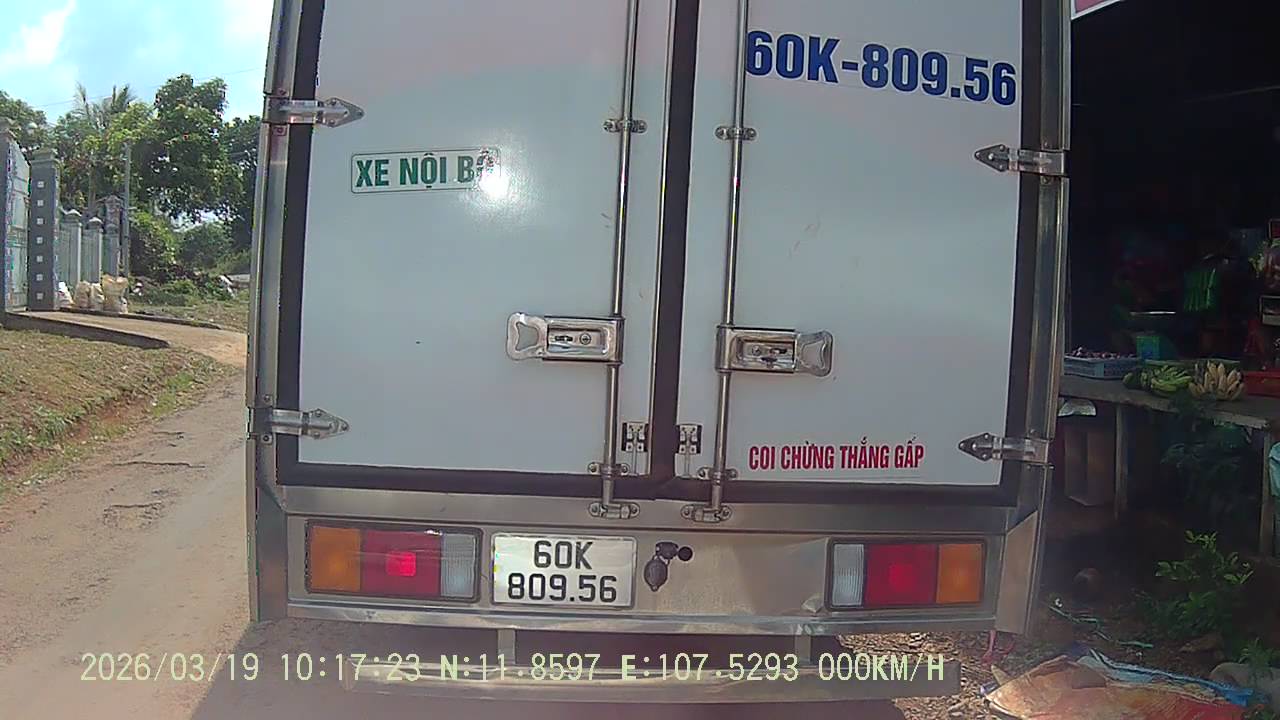 60K-809.56
XE NỘI BỘ
COI CHỪNG THẮNG GẤP
60K
809.56
2026/03/19 10:17:23 N:11.8597 E:107.5293 000KM/H